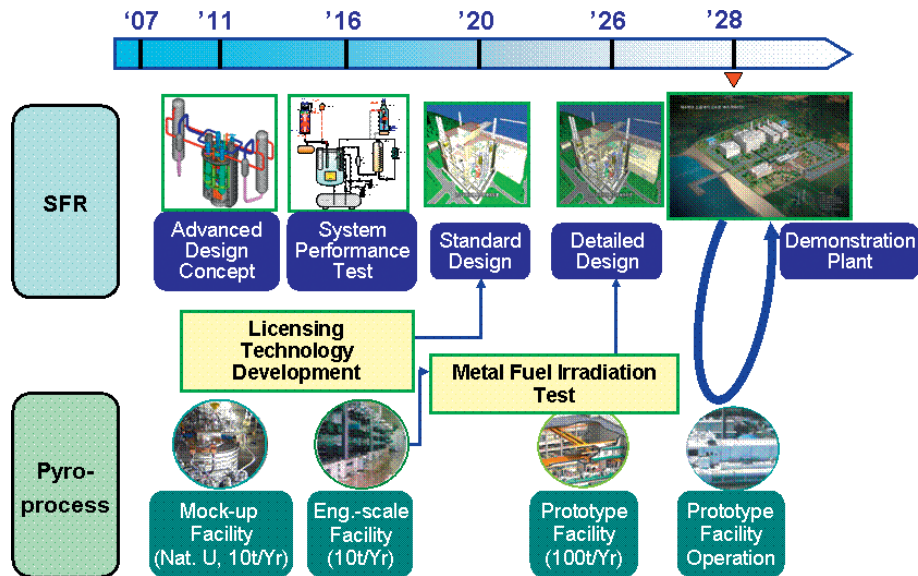 '07 '11 '16 '20 '26 '28
SFR
Advanced
Design
Concept
System
Performance
Test
Standard
Design
Detailed
Design
Demonstration
Plant
Licensing
Technology
Development
Metal Fuel Irradiation
Test
Pyro-
process
Mock-up
Facility
(Nat. U, 10t/Yr)
Eng.-scale
Facility
(10t/Yr)
Prototype
Facility
(100t/Yr)
Prototype
Facility
Operation